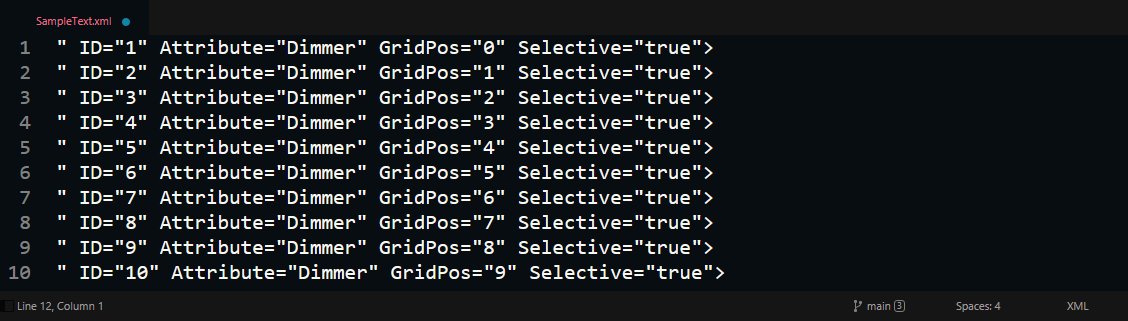 SampleText.xml
1 " ID="1" Attribute="Dimmer" GridPos="0" Selective="true">
2 " ID="2" Attribute="Dimmer" GridPos="1" Selective="true">
3 " ID="3" Attribute="Dimmer" GridPos="2" Selective="true">
4 " ID="4" Attribute="Dimmer" GridPos="3" Selective="true">
5 " ID="5" Attribute="Dimmer" GridPos="4" Selective="true">
6 " ID="6" Attribute="Dimmer" GridPos="5" Selective="true">
7 " ID="7" Attribute="Dimmer" GridPos="6" Selective="true">
8 " ID="8" Attribute="Dimmer" GridPos="7" Selective="true">
9 " ID="9" Attribute="Dimmer" GridPos="8" Selective="true">
10 " ID="10" Attribute="Dimmer" GridPos="9" Selective="true">
Line 12, Column 1 main 3 Spaces: 4 XML